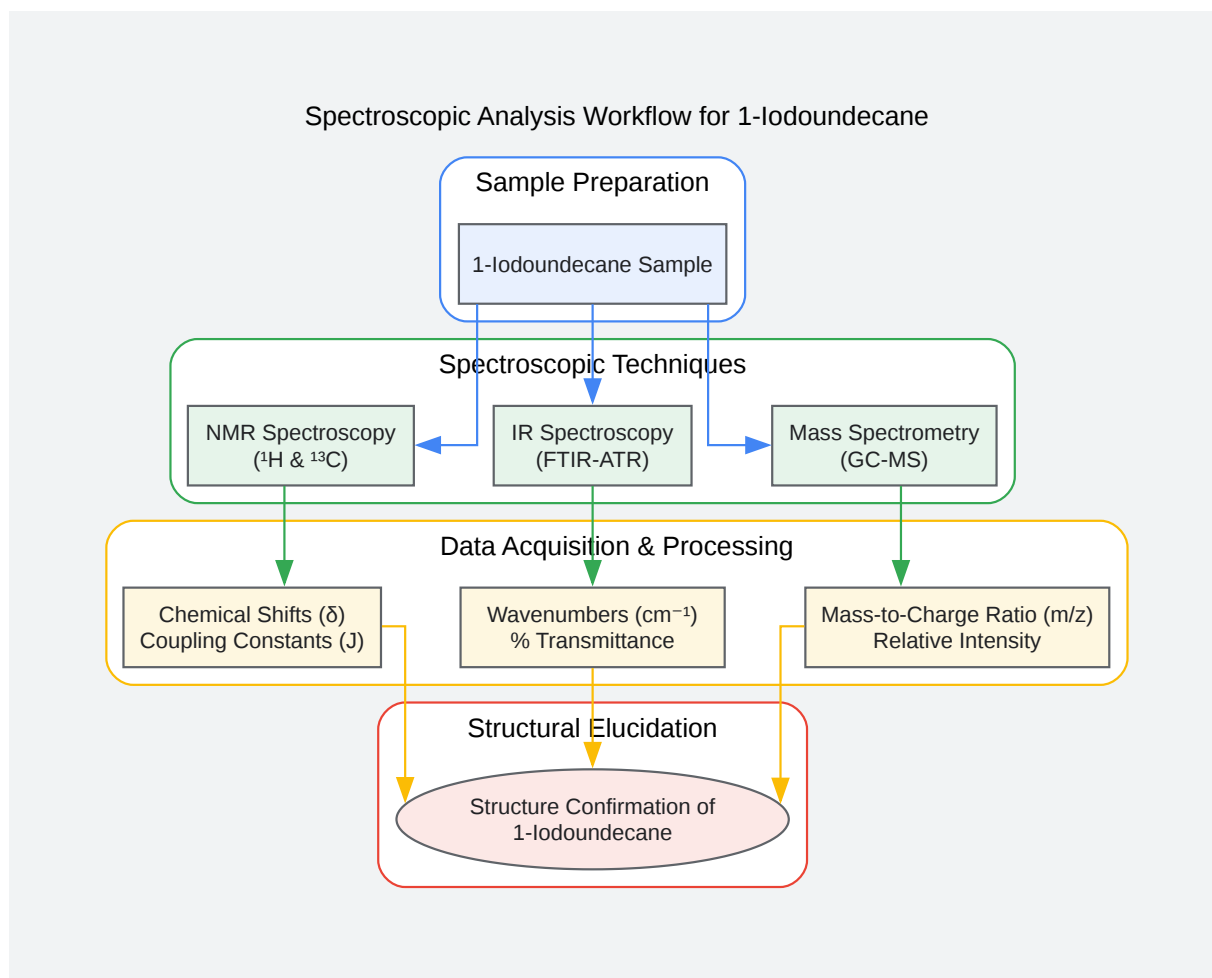 Spectroscopic Analysis Workflow for 1-Iodoundecane
Sample Preparation
1-Iodoundecane Sample
Spectroscopic Techniques
NMR Spectroscopy
(¹H & ¹³C)
IR Spectroscopy
(FTIR-ATR)
Mass Spectrometry
(GC-MS)
Data Acquisition & Processing
Chemical Shifts (δ)
Coupling Constants (J)
Wavenumbers (cm⁻¹)
% Transmittance
Mass-to-Charge Ratio (m/z)
Relative Intensity
Structural Elucidation
Structure Confirmation of
1-Iodoundecane